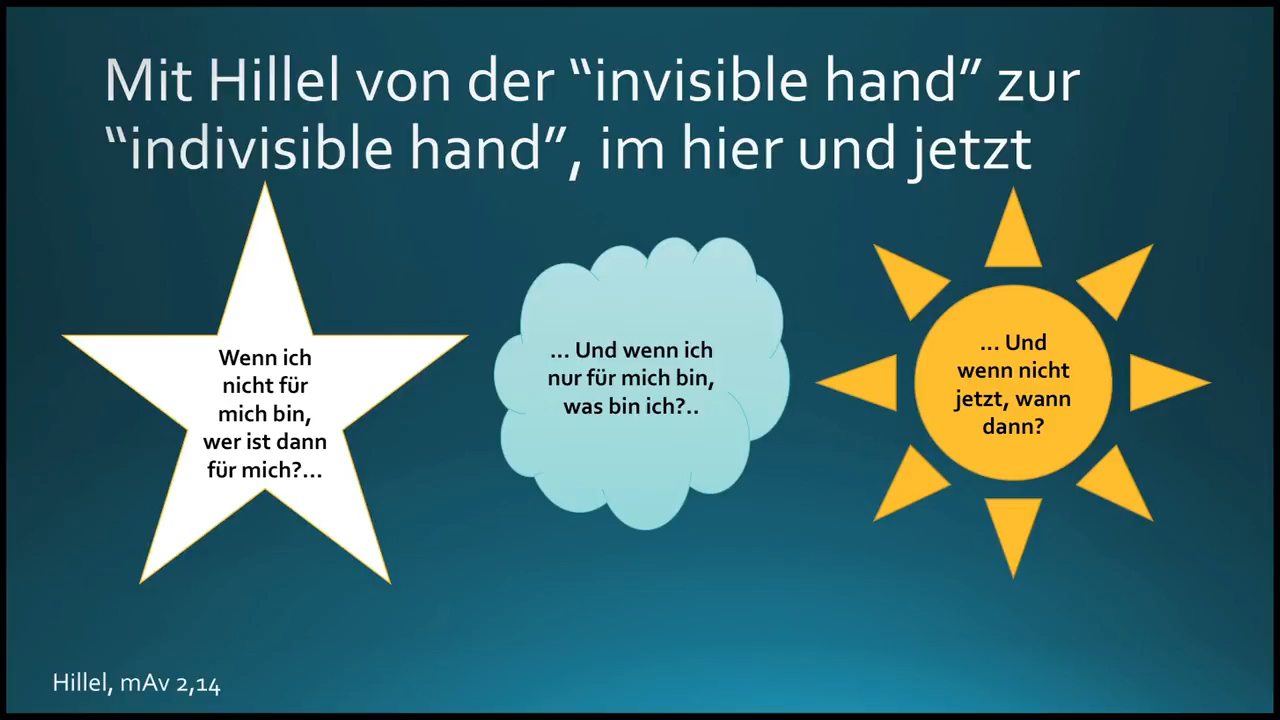 Mit Hillel von der “invisible hand” zur
“indivisible hand”, im hier und jetzt
Wenn ich
nicht für
mich bin,
wer ist dann
für mich?...
... Und wenn ich
nur für mich bin,
was bin ich?..
... Und
wenn nicht
jetzt, wann
dann?
Hillel, mAv 2,14